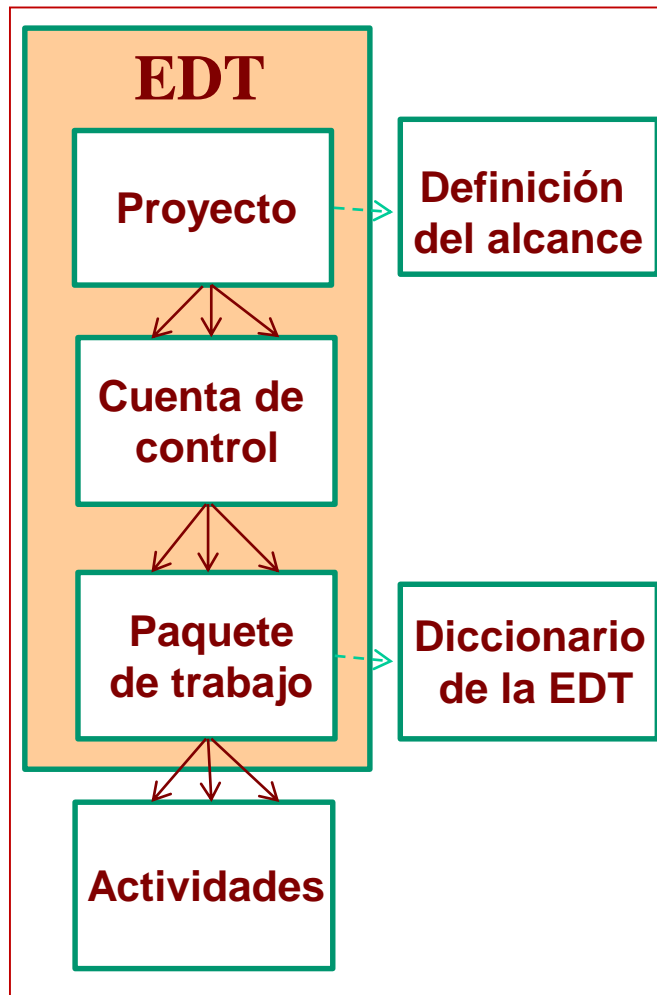 EDT
Proyecto
Definición
del alcance
Cuenta de
control
Paquete
de trabajo
Diccionario
de la EDT
Actividades